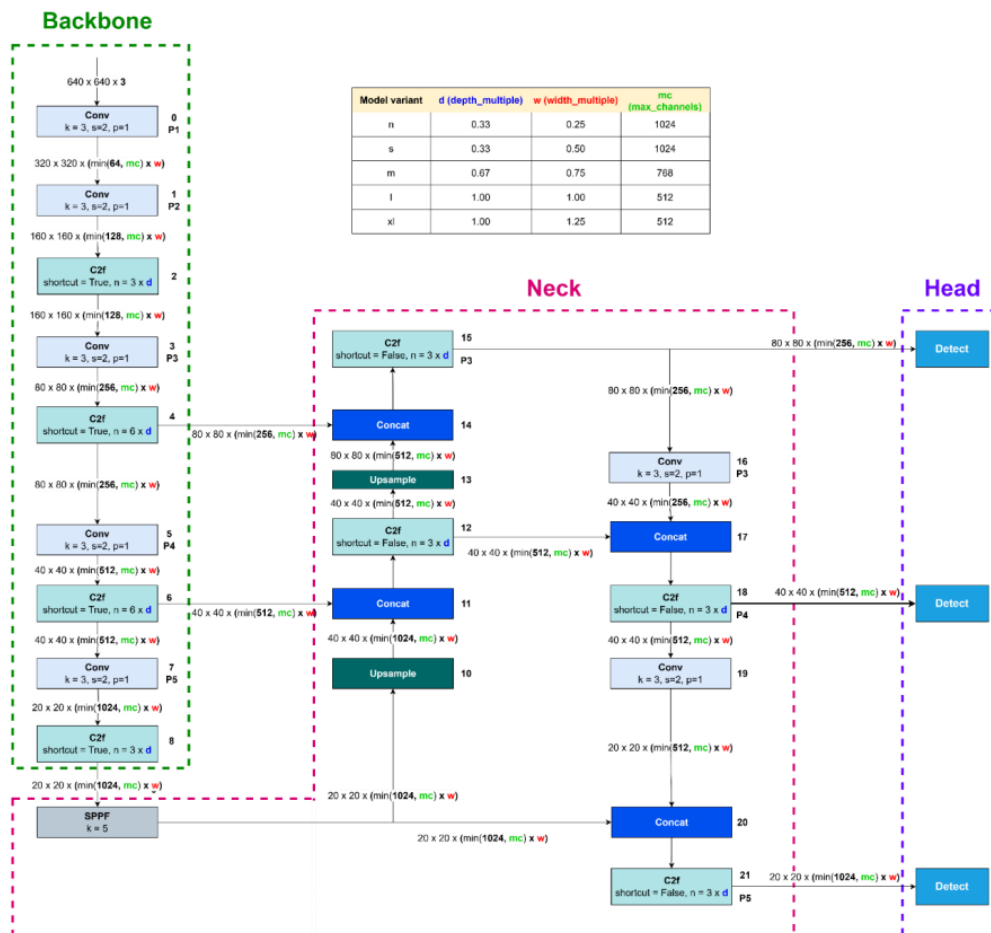 Backbone
640 x 640 x 3
Conv
k = 3, s=2, p=1
0
P1
320 x 320 x (min(64, mc) x w)
Conv
k = 3, s=2, p=1
1
P2
160 x 160 x (min(128, mc) x w)
C2f
shortcut = True, n = 3 x d
2
160 x 160 x (min(128, mc) x w)
Conv
k = 3, s=2, p=1
3
P3
80 x 80 x (min(256, mc) x w)
C2f
shortcut = True, n = 6 x d
4
80 x 80 x (min(256, mc) x w)
80 x 80 x (min(256, mc) x w)
Conv
k = 3, s=2, p=1
5
P4
40 x 40 x (min(512, mc) x w)
C2f
shortcut = True, n = 6 x d
6
40 x 40 x (min(512, mc) x w)
40 x 40 x (min(512, mc) x w)
Conv
k = 3, s=2, p=1
7
P5
20 x 20 x (min(1024, mc) x w)
C2f
shortcut = True, n = 3 x d
8
20 x 20 x (min(1024, mc) x w)
SPPF
k = 5
Model variant d (depth_multiple) w (width_multiple) mc (max_channels)
n 0.33 0.25 1024
s 0.33 0.50 1024
m 0.67 0.75 768
l 1.00 1.00 512
xl 1.00 1.25 512
Neck
C2f
shortcut = False, n = 3 x d
15
P3
Concat
14
80 x 80 x (min(512, mc) x w)
Upsample
13
40 x 40 x (min(512, mc) x w)
C2f
shortcut = False, n = 3 x d
12
40 x 40 x (min(512, mc) x w)
Concat
11
40 x 40 x (min(1024, mc) x w)
Upsample
10
20 x 20 x (min(1024, mc) x w)
20 x 20 x (min(1024, mc) x w)
80 x 80 x (min(256, mc) x w)
80 x 80 x (min(256, mc) x w)
Conv
k = 3, s=2, p=1
16
P3
40 x 40 x (min(256, mc) x w)
Concat
17
C2f
shortcut = False, n = 3 x d
18
P4
40 x 40 x (min(512, mc) x w)
40 x 40 x (min(512, mc) x w)
Conv
k = 3, s=2, p=1
19
20 x 20 x (min(512, mc) x w)
Concat
20
C2f
shortcut = False, n = 3 x d
21
P5
20 x 20 x (min(1024, mc) x w)
Head
Detect
Detect
Detect